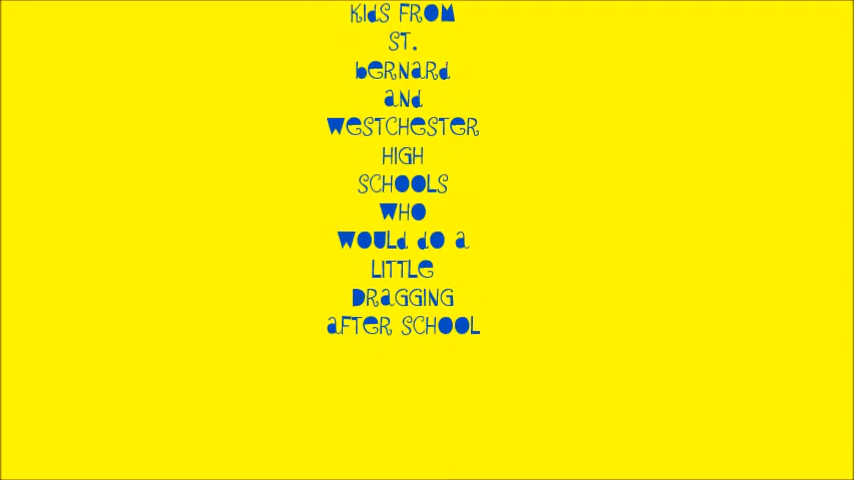 KIdS FROM
ST.
bERNaRd
aNd
WeSTCHeSTER
HIGH
SCHOOLS
WHO
WOULd dO a
LITTLe
DRaGGING
aFTeR SCHOOL